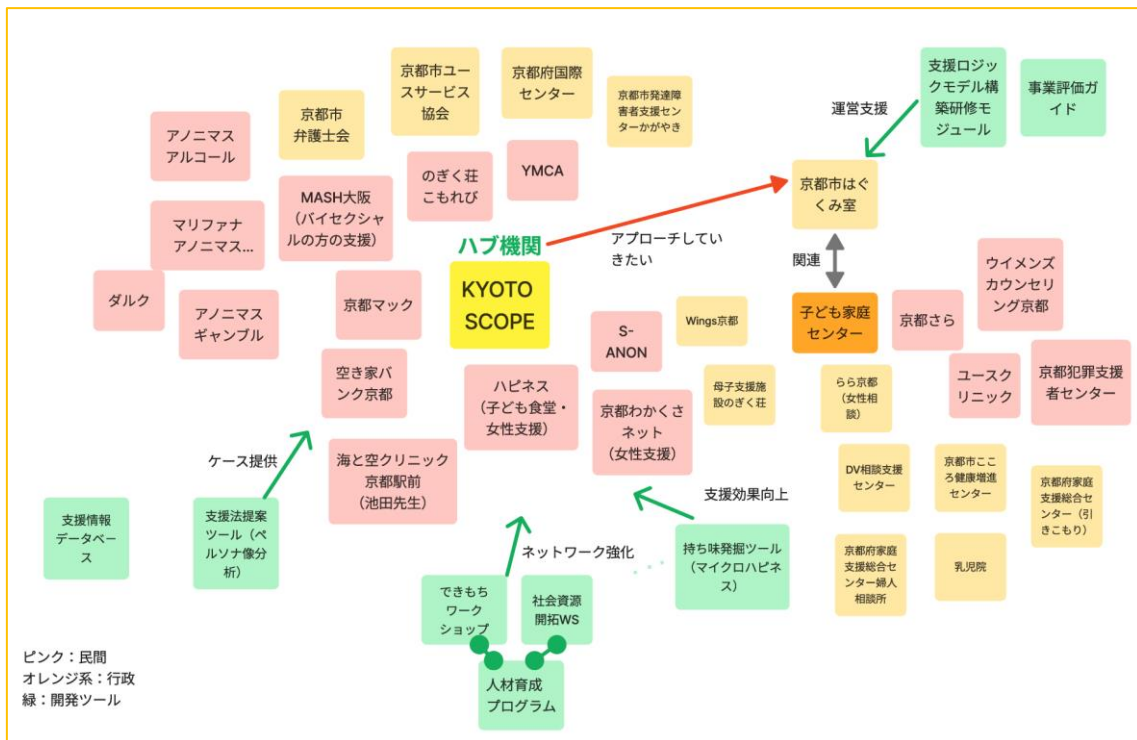 京都市ユー
スサービス
協会
京都府国際
センター
京都市発達障
害者支援セン
ターかがやき
支援ロジッ
クモデル構
築研修モ
ジュール
事業評価ガ
イド
運営支援
京都市
弁護士会
アノニマス
アルコール
のぎく荘
こもれび
YMCA
京都市はぐ
くみ室
MASH大阪
（バイセクシャ
ルの方の支援）
マリファナ
アノニマス...
ハブ機関
アプローチしてい
きたい
関連
KYOTO
SCOPE
ダルク
アノニマス
ギャンブル
京都マック
S-
ANON
Wings京都
子ども家庭
センター
京都さら
ウイメンズ
カウンセリ
ング京都
空き家バ
ンク京都
ハピネス
（子ども食堂・
女性支援）
京都わかくさ
ネット
（女性支援）
母子支援施
設のぎく荘
らら京都
（女性相
談）
ユースク
リニック
京都犯罪支援
者センター
ケース提供
海と空クリニック
京都駅前
（池田先生）
支援効果向上
DV相談支援
センター
京都市ここ
ろ健康増進
センター
京都府家庭
支援総合セ
ンター（引
きこもり）
支援情報
データベー
ス
支援法提案
ツール（ペ
ルソナ像分
析）
ネットワーク強化
持ち味発掘ツール
（マイクロハピネ
ス）
京都府家庭
支援総合セ
ンター婦人
相談所
乳児院
できもち
ワーク
ショップ
社会資源
開拓WS
人材育成
プログラム
ピンク：民間
オレンジ系：行政
緑：開発ツール